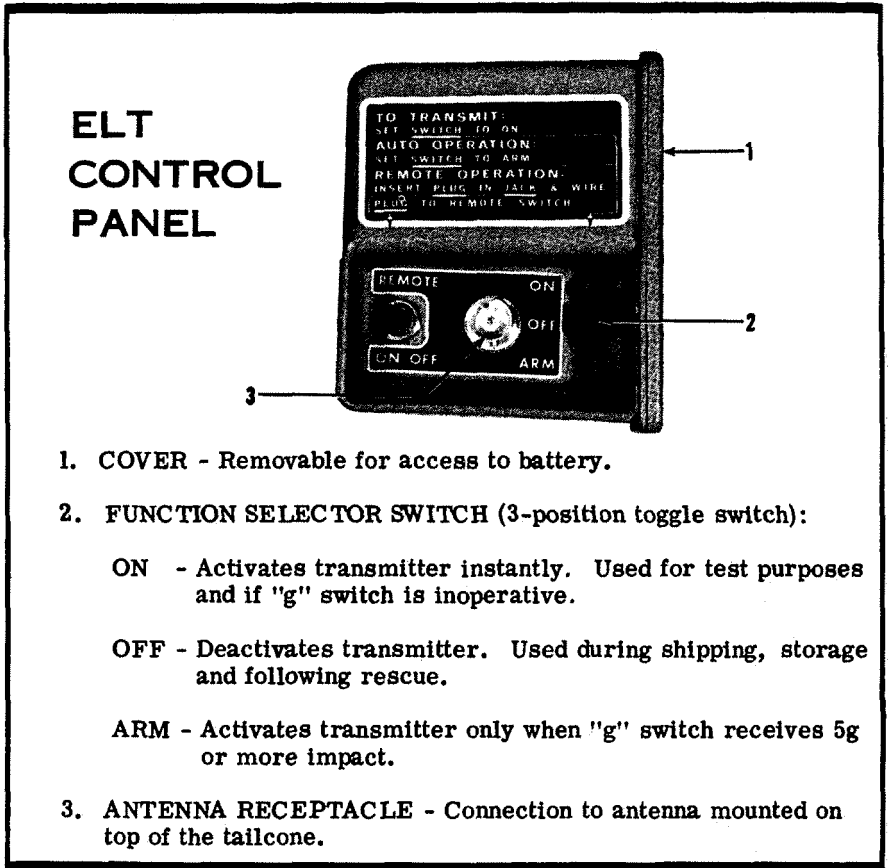 ELT
CONTROL
PANEL
TO TRANSMIT:
SET SWITCH TO ON
AUTO OPERATION:
SET SWITCH TO ARM
REMOTE OPERATION:
INSERT PLUG IN JACK & WIRE
PLUG TO REMOTE SWITCH
1
REMOTE
ON
OFF
2
ON OFF
ARM
3
1. COVER - Removable for access to battery.
2. FUNCTION SELECTOR SWITCH (3-position toggle switch):
ON - Activates transmitter instantly. Used for test purposes
and if "g" switch is inoperative.
OFF - Deactivates transmitter. Used during shipping, storage
and following rescue.
ARM - Activates transmitter only when "g" switch receives 5g
or more impact.
3. ANTENNA RECEPTACLE - Connection to antenna mounted on
top of the tailcone.